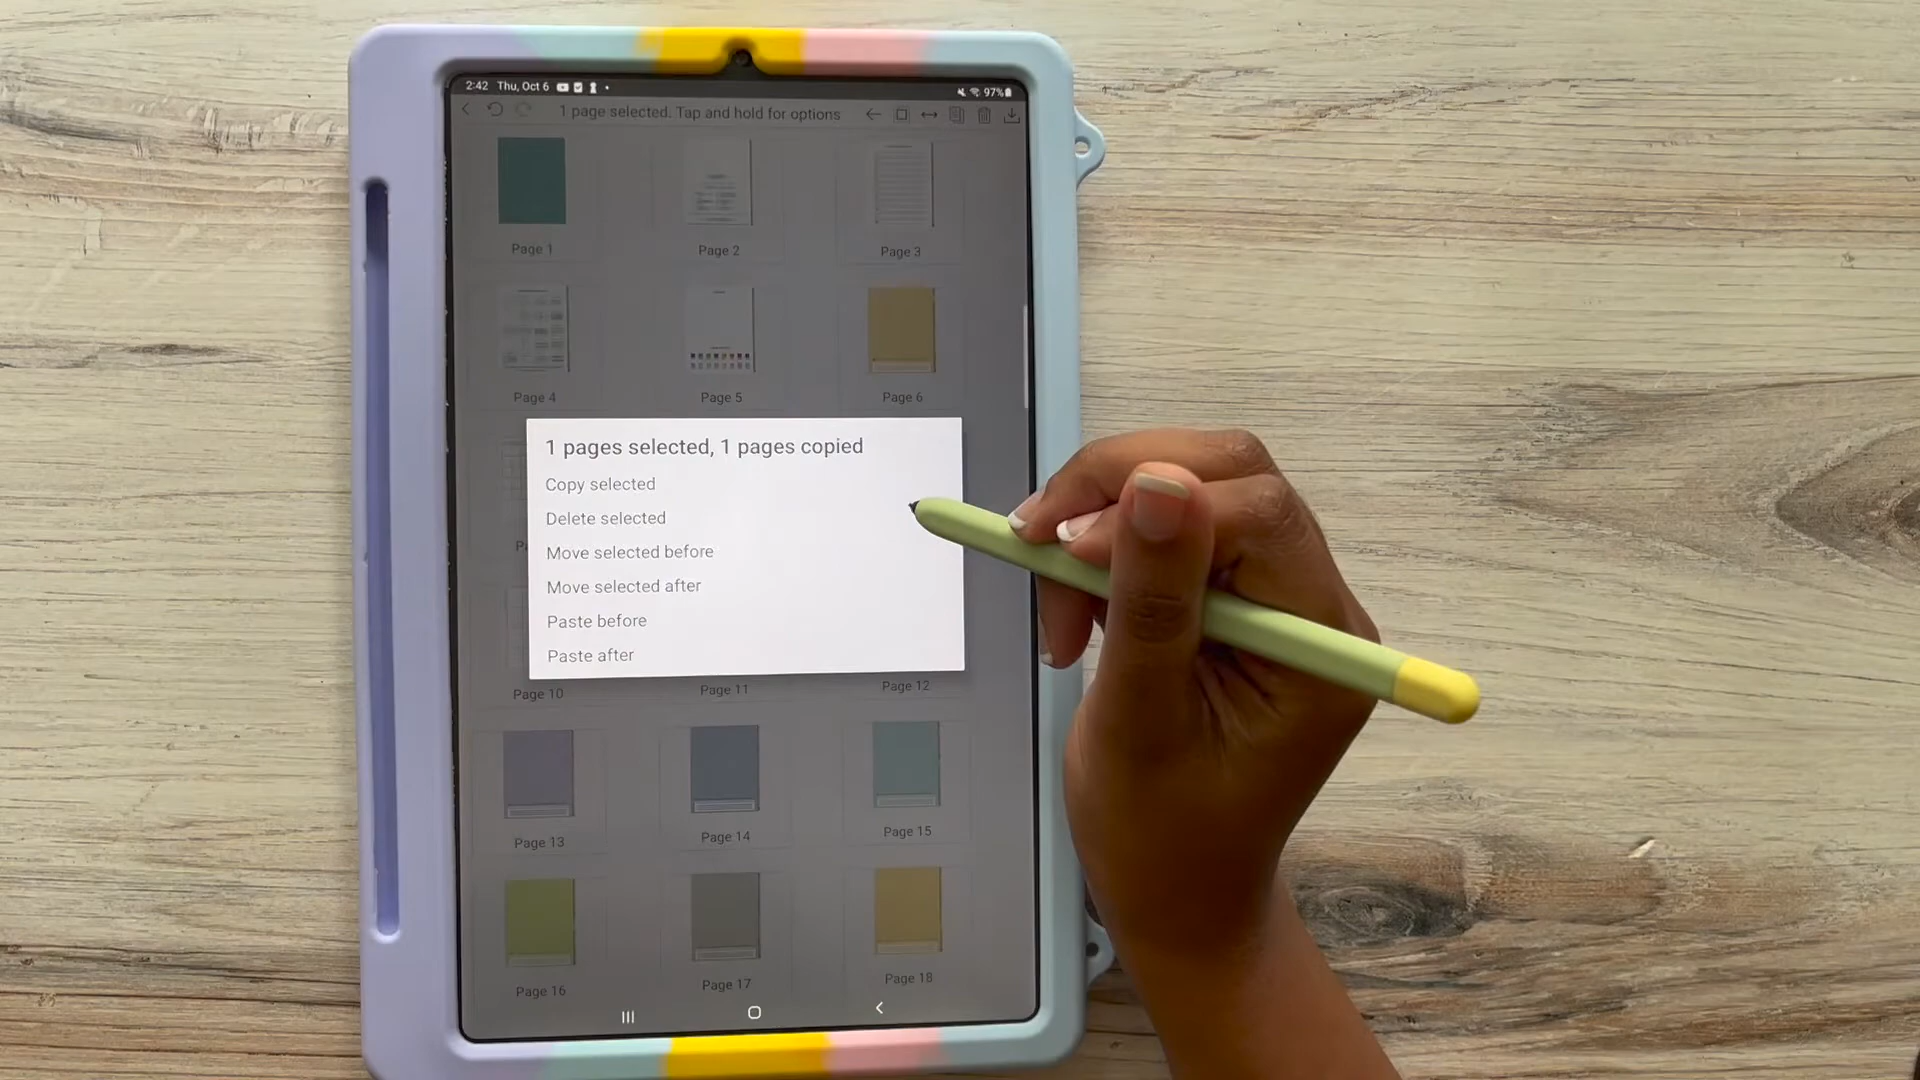 2:42 Thu, Oct 6
97%
1 page selected. Tap and hold for options
Page 1
Page 2
Page 3
Page 4
Page 5
Page 6
1 pages selected, 1 pages copied
Copy selected
Delete selected
Move selected before
Move selected after
Paste before
Paste after
Page 10
Page 11
Page 12
Page 13
Page 14
Page 15
Page 16
Page 17
Page 18